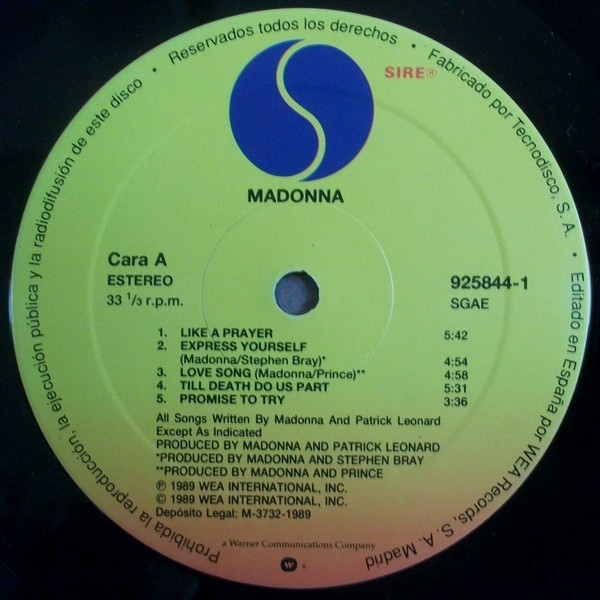 Reservados todos los derechos • Fabricado por Tecnodisco, S. A. • Editado en España por WEA Records, S. A. Madrid
Prohibida la reproducción, la ejecución pública y la radiodifusión de este disco •
SIRE®
MADONNA
Cara A
ESTEREO
33 1/3 r.p.m.
925844-1
SGAE
1. LIKE A PRAYER 5:42
2. EXPRESS YOURSELF
(Madonna/Stephen Bray)* 4:54
3. LOVE SONG (Madonna/Prince)** 4:58
4. TILL DEATH DO US PART 5:31
5. PROMISE TO TRY 3:36
All Songs Written By Madonna And Patrick Leonard
Except As Indicated
PRODUCED BY MADONNA AND PATRICK LEONARD
*PRODUCED BY MADONNA AND STEPHEN BRAY
**PRODUCED BY MADONNA AND PRINCE
℗ 1989 WEA INTERNATIONAL, INC.
© 1989 WEA INTERNATIONAL, INC.
Depósito Legal: M-3732-1989
a Warner Communications Company